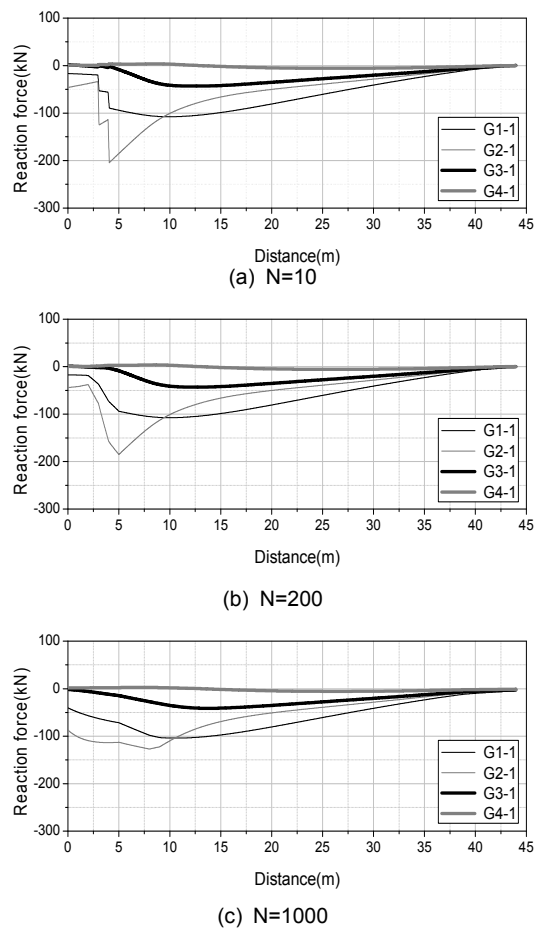 100
0
-100
-200
-300
Reaction force(kN)
0 5 10 15 20 25 30 35 40 45
Distance(m)
G1-1
G2-1
G3-1
G4-1
(a) N=10
100
0
-100
-200
-300
Reaction force(kN)
0 5 10 15 20 25 30 35 40 45
Distance(m)
G1-1
G2-1
G3-1
G4-1
(b) N=200
100
0
-100
-200
-300
Reaction force(kN)
0 5 10 15 20 25 30 35 40 45
Distance(m)
G1-1
G2-1
G3-1
G4-1
(c) N=1000